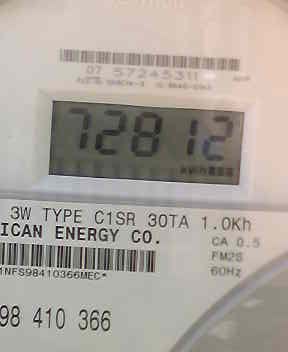 07 57245311
72812
3W TYPE C1SR 30TA 1.0Kh
ICAN ENERGY CO.
CA 0.5
FM2S
60Hz
1NFS98410366MEC*
98 410 366